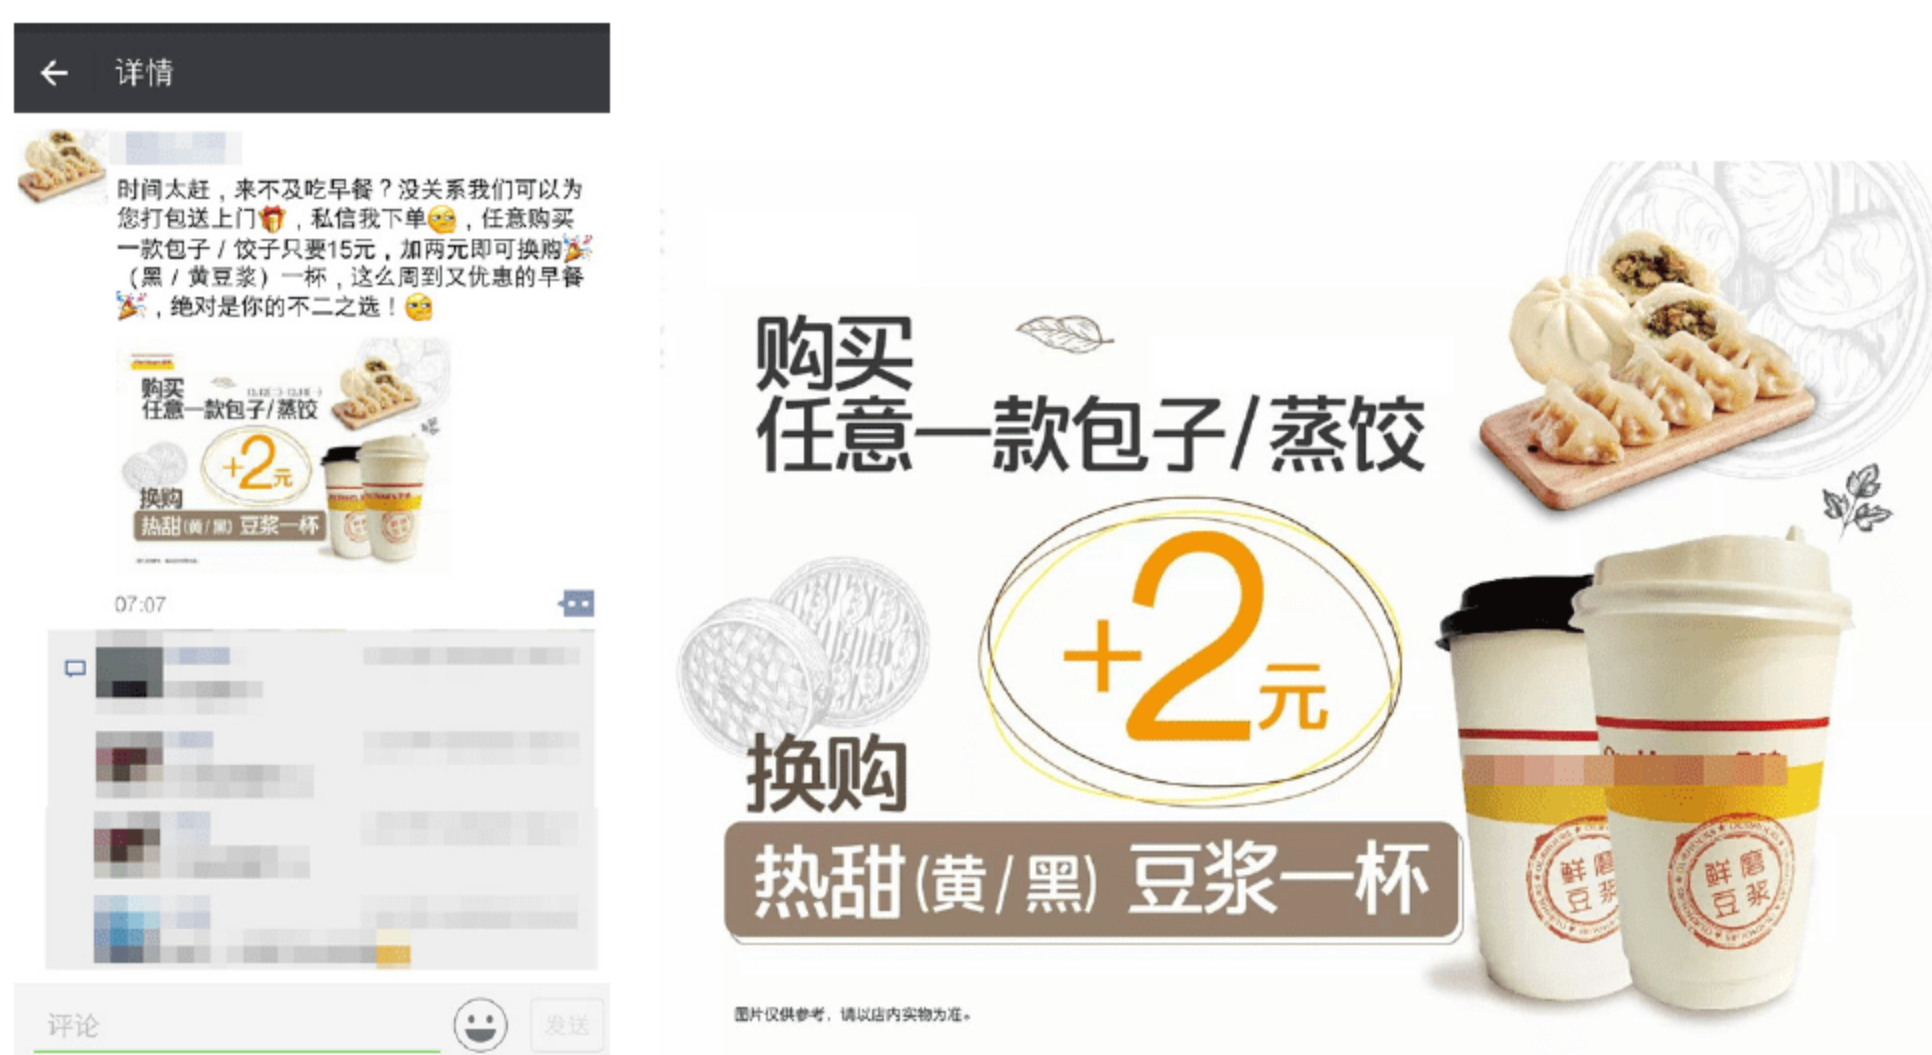 详情
时间太赶，来不及吃早餐？没关系我们可以为
您打包送上门🎁，私信我下单🧐，任意购买
一款包子 / 饺子只要15元，加两元即可换购🎉
（黑 / 黄豆浆）一杯，这么周到又优惠的早餐
🎉，绝对是你的不二之选！🧐
购买
任意一款包子/蒸饺
+2元
换购
热甜(黄/黑) 豆浆一杯
07:07
评论
发送
购买
任意一款包子/蒸饺
+2元
换购
热甜(黄/黑) 豆浆一杯
鲜磨
豆浆
鲜磨
豆浆
图片仅供参考，请以店内实物为准。